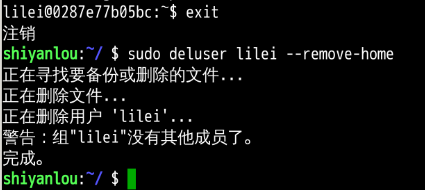 lilei@0287e77b05bc:~$ exit
注销
shiyanlou:~/ $ sudo deluser lilei --remove-home
正在寻找要备份或删除的文件...
正在删除文件...
正在删除用户 'lilei'...
警告：组"lilei"没有其他成员了。
完成。
shiyanlou:~/ $